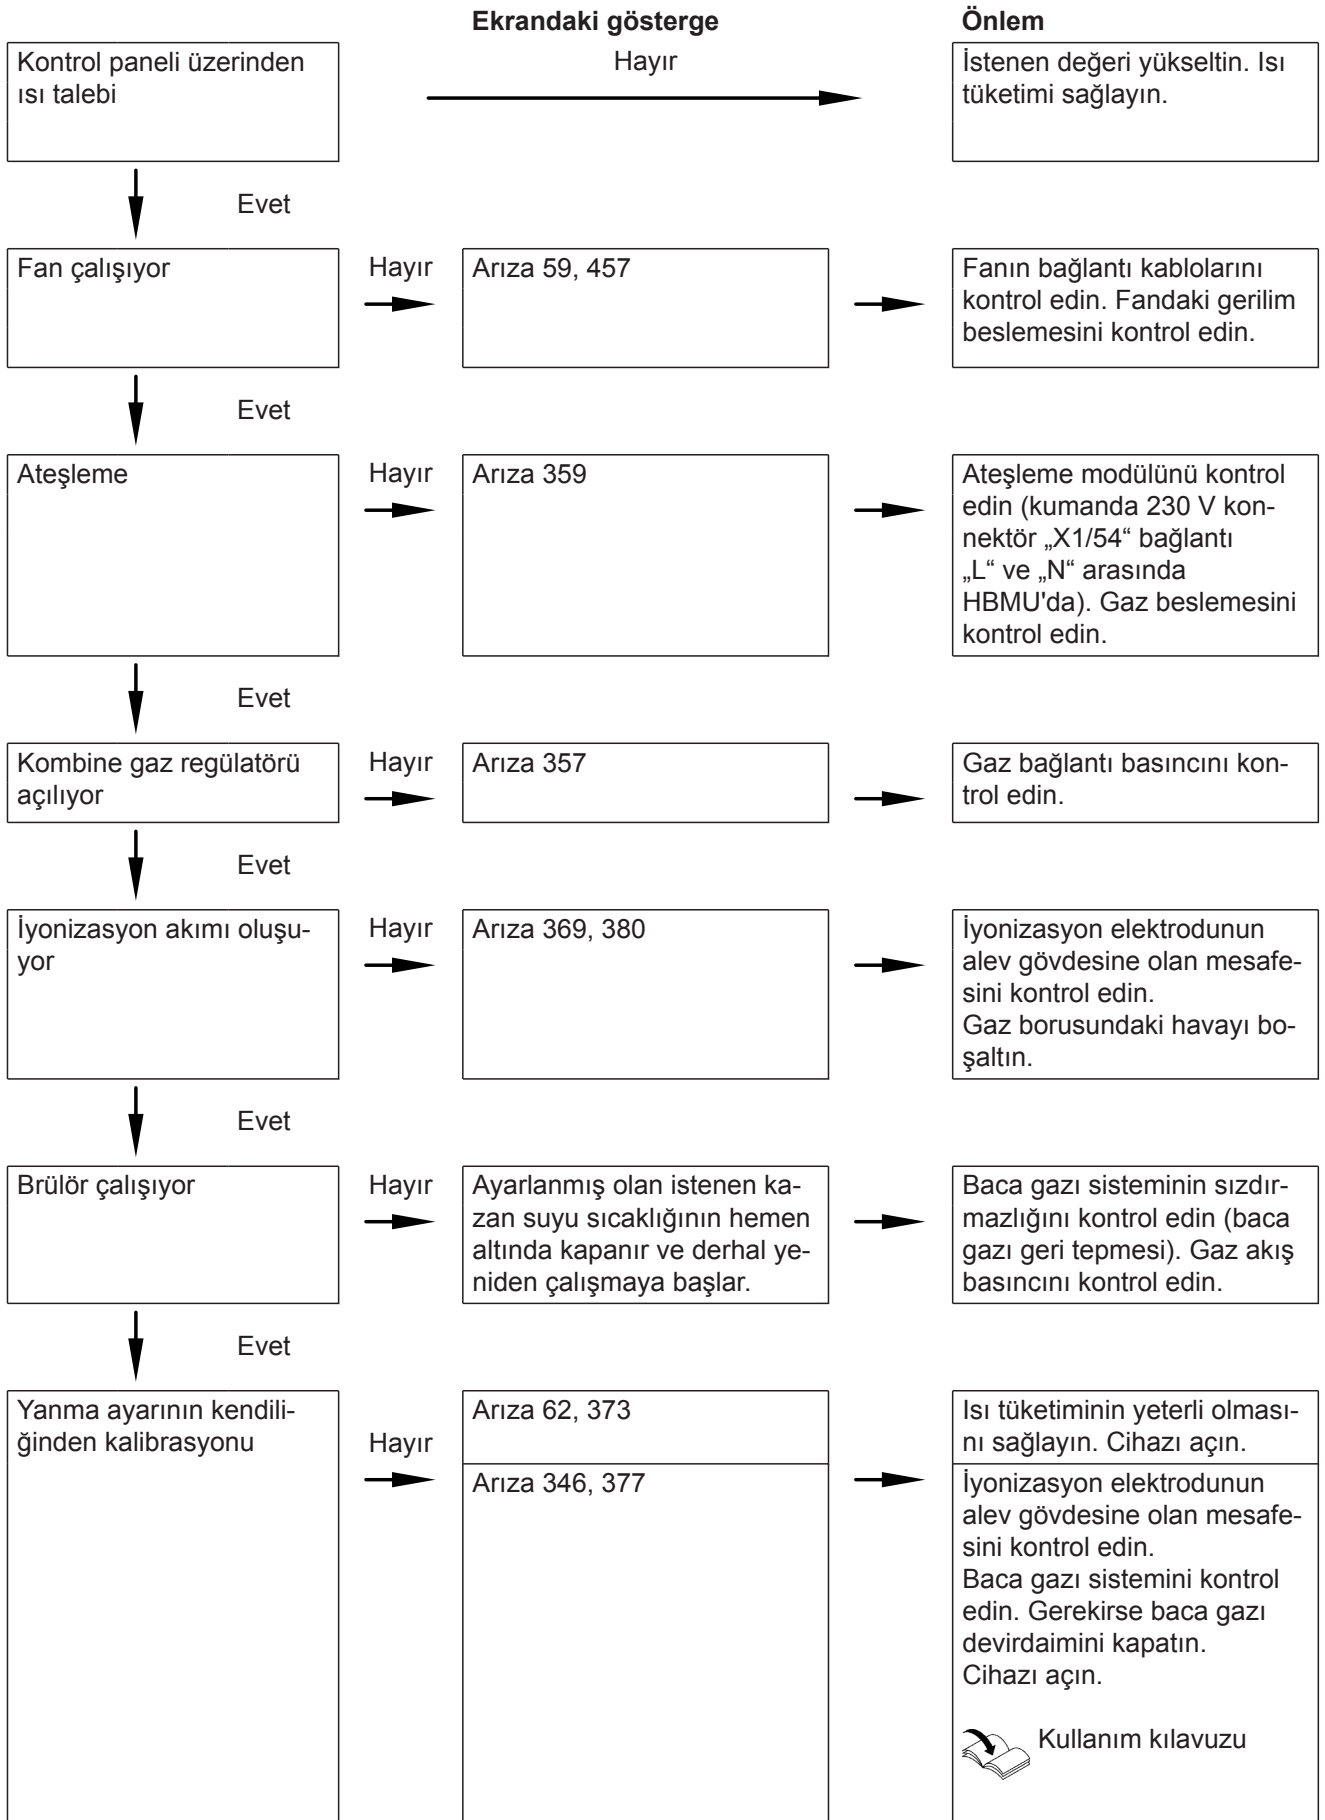 Ekrandaki gösterge
Önlem
Kontrol paneli üzerinden
ısı talebi
Hayır
İstenen değeri yükseltin. Isı
tüketimi sağlayın.
Evet
Fan çalışıyor
Hayır
Arıza 59, 457
Fanın bağlantı kablolarını
kontrol edin. Fandaki gerilim
beslemesini kontrol edin.
Evet
Ateşleme
Hayır
Arıza 359
Ateşleme modülünü kontrol
edin (kumanda 230 V kon-
nektör „X1/54“ bağlantı
„L“ ve „N“ arasında
HBMU'da). Gaz beslemesini
kontrol edin.
Evet
Kombine gaz regülatörü
açılıyor
Hayır
Arıza 357
Gaz bağlantı basıncını kon-
trol edin.
Evet
İyonizasyon akımı oluşu-
yor
Hayır
Arıza 369, 380
İyonizasyon elektrodunun
alev gövdesine olan mesafe-
sini kontrol edin.
Gaz borusundaki havayı bo-
şaltın.
Evet
Brülör çalışıyor
Hayır
Ayarlanmış olan istenen ka-
zan suyu sıcaklığının hemen
altında kapanır ve derhal ye-
niden çalışmaya başlar.
Baca gazı sisteminin sızdır-
mazlığını kontrol edin (baca
gazı geri tepmesi). Gaz akış
basıncını kontrol edin.
Evet
Yanma ayarının kendili-
ğinden kalibrasyonu
Hayır
Arıza 62, 373
Isı tüketiminin yeterli olması-
nı sağlayın. Cihazı açın.
Arıza 346, 377
İyonizasyon elektrodunun
alev gövdesine olan mesafe-
sini kontrol edin.
Baca gazı sistemini kontrol
edin. Gerekirse baca gazı
devirdaimini kapatın.
Cihazı açın.
Kullanım kılavuzu